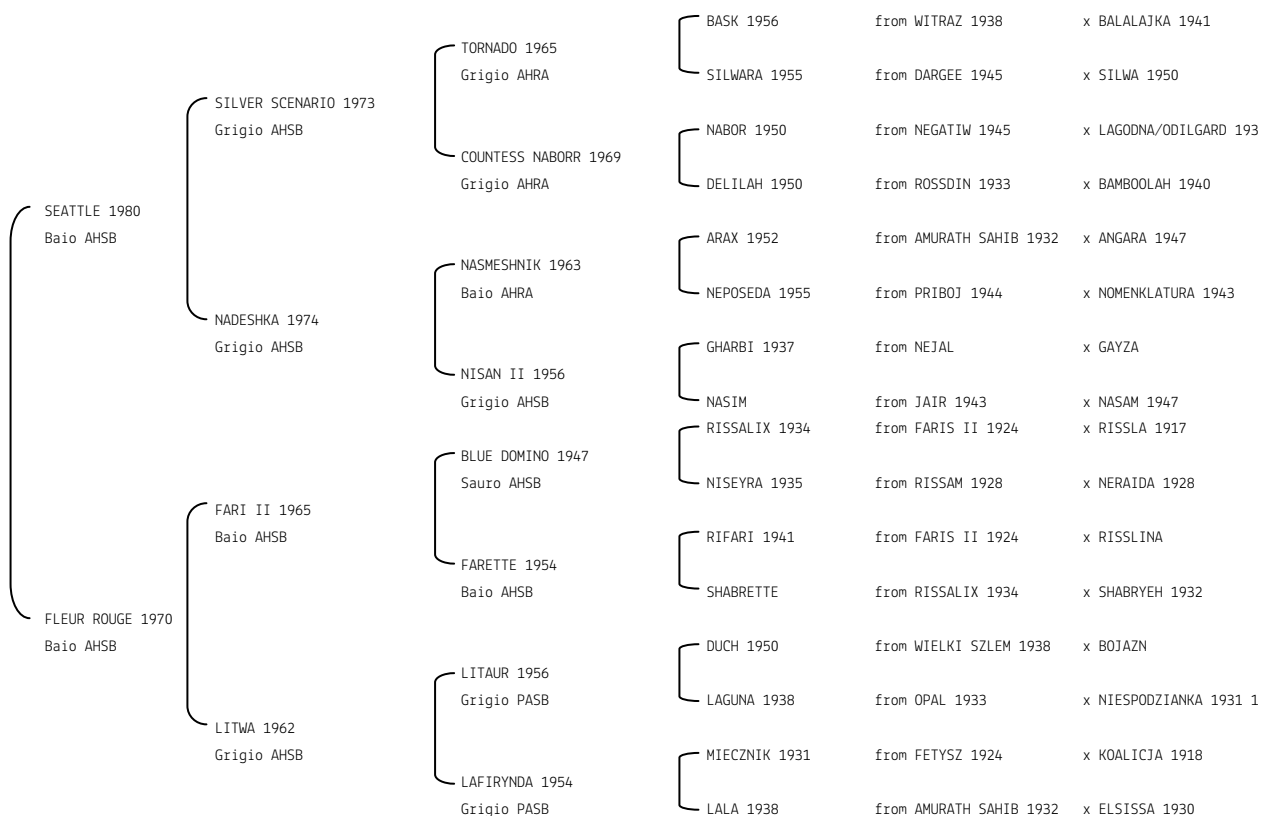 BASK 1956 from WITRAZ 1938 x BALALAJKA 1941
TORNADO 1965
Grigio AHRA SILWARA 1955 from DARGEE 1945 x SILWA 1950
SILVER SCENARIO 1973
Grigio AHSB NABOR 1950 from NEGATIW 1945 x LAGODNA/ODILGARD 193
COUNTESS NABORR 1969
Grigio AHRA DELILAH 1950 from ROSSDIN 1933 x BAMBOOLAH 1940
SEATTLE 1980
Baio AHSB ARAX 1952 from AMURATH SAHIB 1932 x ANGARA 1947
NASMESHNIK 1963
Baio AHRA NEPOSEDA 1955 from PRIBOJ 1944 x NOMENKLATURA 1943
NADESHKA 1974
Grigio AHSB GHARBI 1937 from NEJAL x GAYZA
NISAN II 1956
Grigio AHSB NASIM from JAIR 1943 x NASAM 1947
RISSALIX 1934 from FARIS II 1924 x RISSLA 1917
BLUE DOMINO 1947
Sauro AHSB NISEYRA 1935 from RISSAM 1928 x NERAIDA 1928
FARI II 1965
Baio AHSB RIFARI 1941 from FARIS II 1924 x RISSLINA
FARETTE 1954
Baio AHSB SHABRETTE from RISSALIX 1934 x SHABRYEH 1932
FLEUR ROUGE 1970
Baio AHSB DUCH 1950 from WIELKI SZLEM 1938 x BOJAZN
LITAUR 1956
Grigio PASB LAGUNA 1938 from OPAL 1933 x NIESPODZIANKA 1931 1
LITWA 1962
Grigio AHSB MIECZNIK 1931 from FETYSZ 1924 x KOALICJA 1918
LAFIRYNDA 1954
Grigio PASB LALA 1938 from AMURATH SAHIB 1932 x ELSISSA 1930